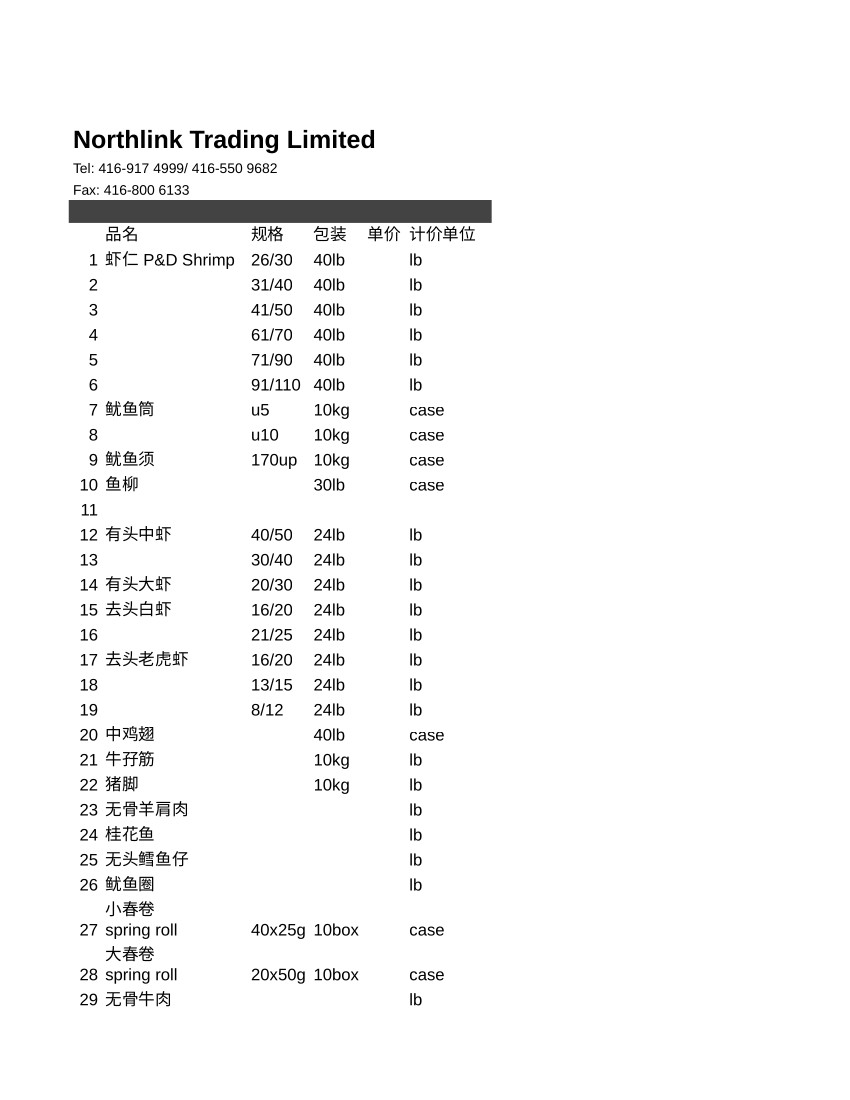 Northlink Trading Limited
Tel: 416-917 4999/ 416-550 9682
Fax: 416-800 6133
品名 规格 包装 单价 计价单位
1 虾仁 P&D Shrimp 26/30 40lb lb
2 31/40 40lb lb
3 41/50 40lb lb
4 61/70 40lb lb
5 71/90 40lb lb
6 91/110 40lb lb
7 鱿鱼筒 u5 10kg case
8 u10 10kg case
9 鱿鱼须 170up 10kg case
10 鱼柳 30lb case
11
12 有头中虾 40/50 24lb lb
13 30/40 24lb lb
14 有头大虾 20/30 24lb lb
15 去头白虾 16/20 24lb lb
16 21/25 24lb lb
17 去头老虎虾 16/20 24lb lb
18 13/15 24lb lb
19 8/12 24lb lb
20 中鸡翅 40lb case
21 牛孖筋 10kg lb
22 猪脚 10kg lb
23 无骨羊肩肉 lb
24 桂花鱼 lb
25 无头鳕鱼仔 lb
26 鱿鱼圈 lb
小春卷
27 spring roll 40x25g 10box case
大春卷
28 spring roll 20x50g 10box case
29 无骨牛肉 lb